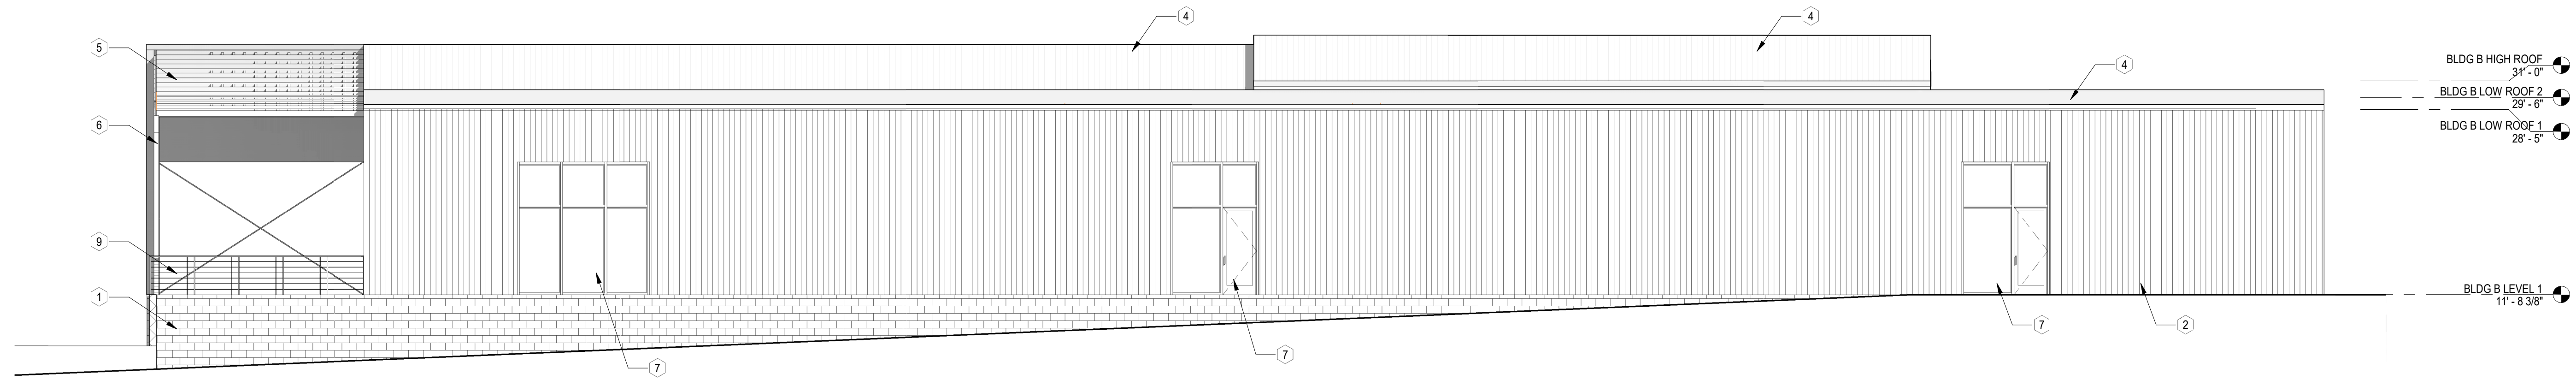 4
4
5
4
BLDG B HIGH ROOF
31' - 0"
BLDG B LOW ROOF 2
29' - 6"
6
BLDG B LOW ROOF 1
28' - 5"
9
1
BLDG B LEVEL 1
11' - 8 3/8"
7
2
7
7